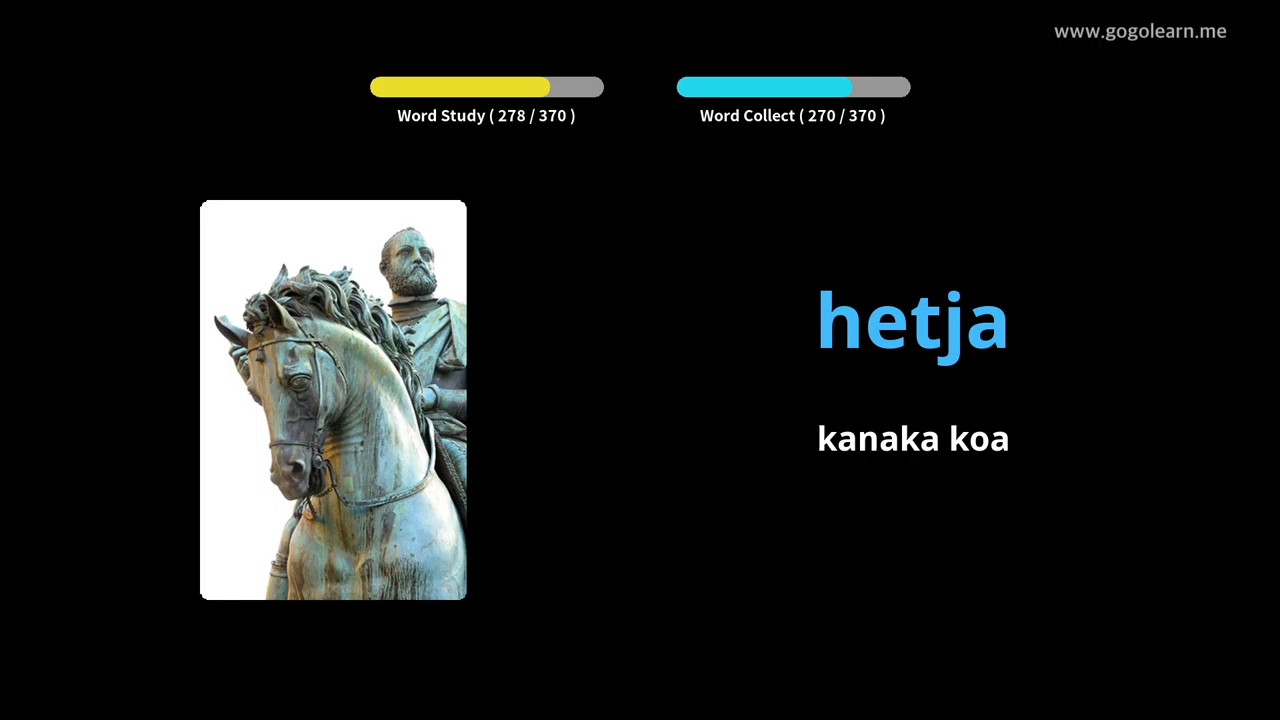 www.gogolearn.me
Word Study ( 278 / 370 )
Word Collect ( 270 / 370 )
hetja
kanaka koa